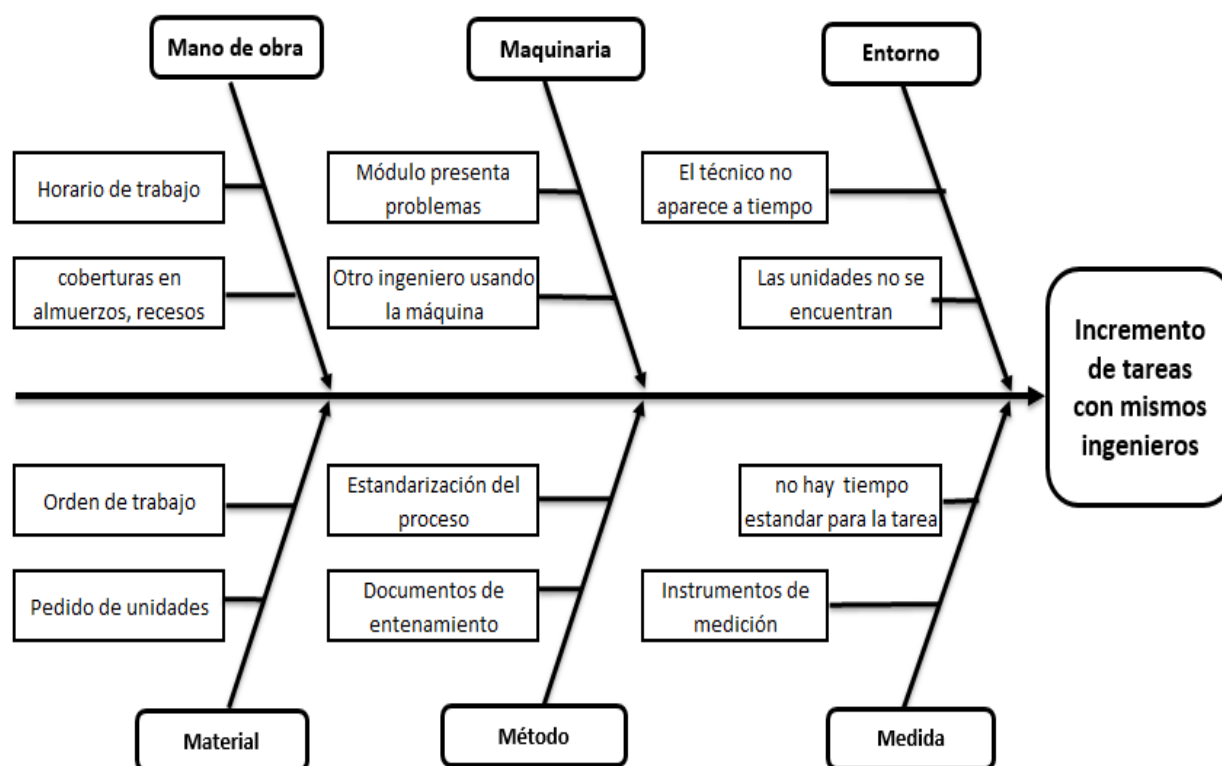 Mano de obra
Maquinaria
Entorno
Horario de trabajo
Módulo presenta
problemas
El técnico no
aparece a tiempo
coberturas en
almuerzos, recesos
Otro ingeniero usando
la máquina
Las unidades no se
encuentran
Incremento
de tareas
con mismos
ingenieros
Orden de trabajo
Estandarización del
proceso
no hay tiempo
estandar para la tarea
Pedido de unidades
Documentos de
entenamiento
Instrumentos de
medición
Material
Método
Medida